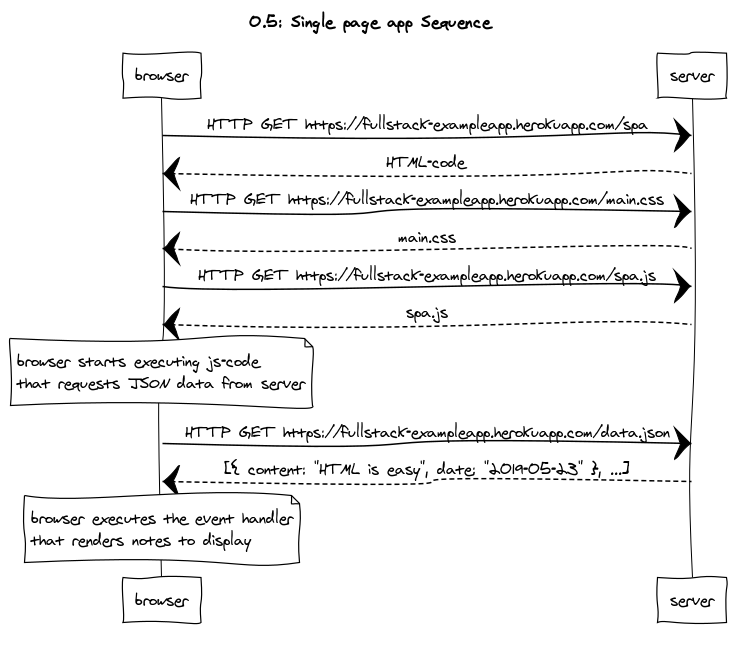 0.5: Single page app Sequence
browser
server
HTTP GET https://fullstack-exampleapp.herokuapp.com/spa
HTML-code
HTTP GET https://fullstack-exampleapp.herokuapp.com/main.css
main.css
HTTP GET https://fullstack-exampleapp.herokuapp.com/spa.js
spa.js
browser starts executing js-code
that requests JSON data from server
HTTP GET https://fullstack-exampleapp.herokuapp.com/data.json
[{ content: "HTML is easy", date: "2019-05-23" }, ...]
browser executes the event handler
that renders notes to display
browser
server